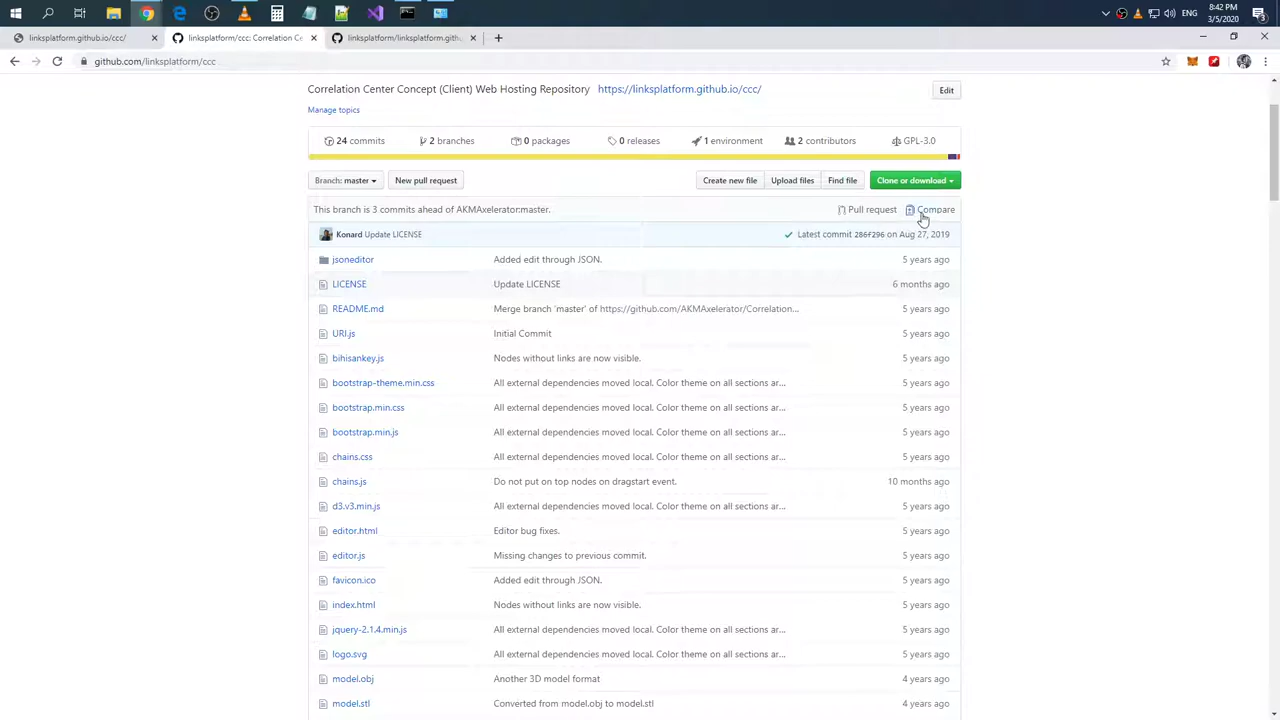 8:42 PM
ENG
3/5/2020
linksplatform.github.io/ccc/
linksplatform/ccc: Correlation Ce
linksplatform/linksplatform.gith
github.com/linksplatform/ccc
Correlation Center Concept (Client) Web Hosting Repository https://linksplatform.github.io/ccc/
Edit
Manage topics
24 commits 2 branches 0 packages 0 releases 1 environment 2 contributors GPL-3.0
Branch: master New pull request Create new file Upload files Find file Clone or download
This branch is 3 commits ahead of AKMAxelerator:master. Pull request Compare
Konard Update LICENSE Latest commit 286f296 on Aug 27, 2019
jsoneditor Added edit through JSON. 5 years ago
LICENSE Update LICENSE 6 months ago
README.md Merge branch 'master' of https://github.com/AKMAxelerator/Correlation... 5 years ago
URI.js Initial Commit 5 years ago
bihisankey.js Nodes without links are now visible. 5 years ago
bootstrap-theme.min.css All external dependencies moved local. Color theme on all sections ar... 5 years ago
bootstrap.min.css All external dependencies moved local. Color theme on all sections ar... 5 years ago
bootstrap.min.js All external dependencies moved local. Color theme on all sections ar... 5 years ago
chains.css All external dependencies moved local. Color theme on all sections ar... 5 years ago
chains.js Do not put on top nodes on dragstart event. 10 months ago
d3.v3.min.js All external dependencies moved local. Color theme on all sections ar... 5 years ago
editor.html Editor bug fixes. 5 years ago
editor.js Missing changes to previous commit. 5 years ago
favicon.ico Added edit through JSON. 5 years ago
index.html Nodes without links are now visible. 5 years ago
jquery-2.1.4.min.js All external dependencies moved local. Color theme on all sections ar... 5 years ago
logo.svg All external dependencies moved local. Color theme on all sections ar... 5 years ago
model.obj Another 3D model format 4 years ago
model.stl Converted from model.obj to model.stl 4 years ago